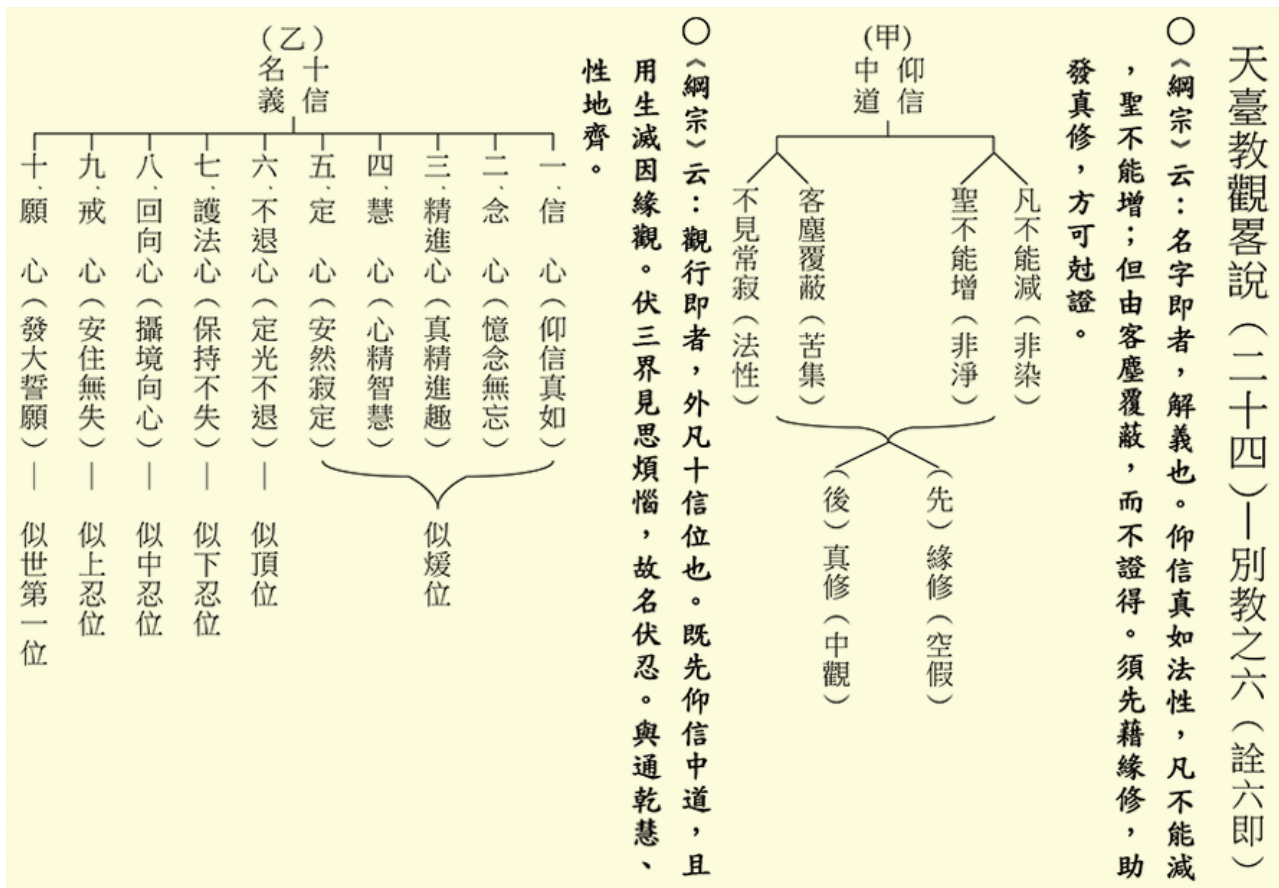 天臺教觀畧說（二十四）—別教之六（詮六即）
○《綱宗》云：名字即者，解義也。仰信真如法性，凡不能減
，聖不能增；但由客塵覆蔽，而不證得。須先藉緣修，助
發真修，方可尅證。
(甲)
仰信
中道
凡不能減（非染）
聖不能增（非淨）
客塵覆蔽（苦集）
不見常寂（法性）
（先）緣修（空假）
（後）真修（中觀）
○《綱宗》云：觀行即者，外凡十信位也。既先仰信中道，且
用生滅因緣觀。伏三界見思煩惱，故名伏忍。與通乾慧、
性地齊。
（乙）
十信
名義
一、信　心（仰信真如）
二、念　心（憶念無忘）
三、精進心（真精進趣）
四、慧　心（心精智慧）
五、定　心（安然寂定）
似煖位
六、不退心（定光不退）—似頂位
七、護法心（保持不失）—似下忍位
八、回向心（攝境向心）—似中忍位
九、戒　心（安住無失）—似上忍位
十、願　心（發大誓願）—似世第一位